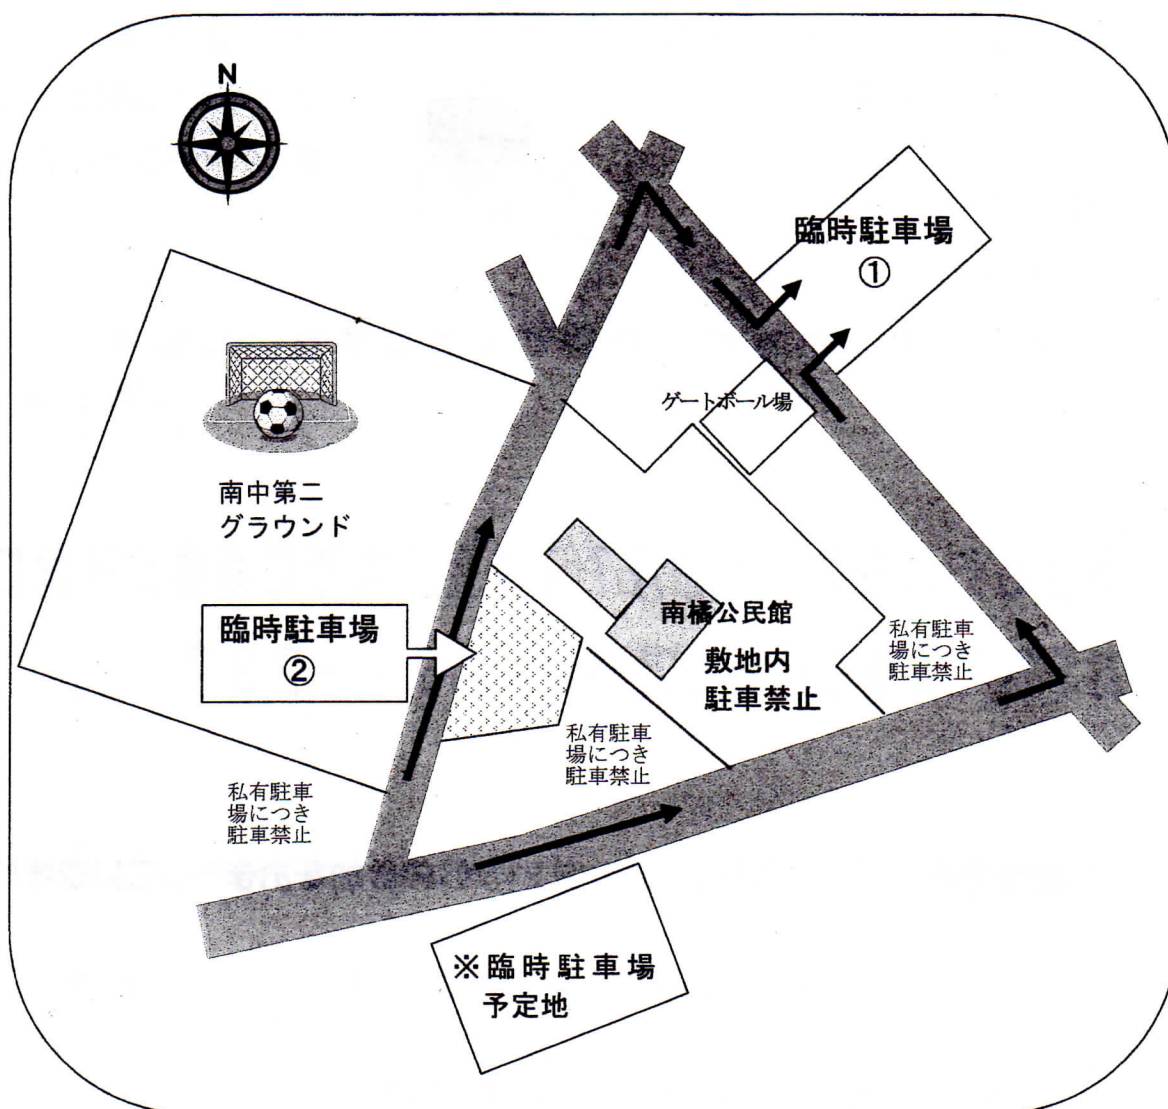 N
臨時駐車場
①
ゲートボール場
南中第二
グラウンド
臨時駐車場
②
南橘公民館
敷地内
駐車禁止
私有駐車
場につき
駐車禁止
私有駐車
場につき
駐車禁止
私有駐車
場につき
駐車禁止
※臨時駐車場
予定地